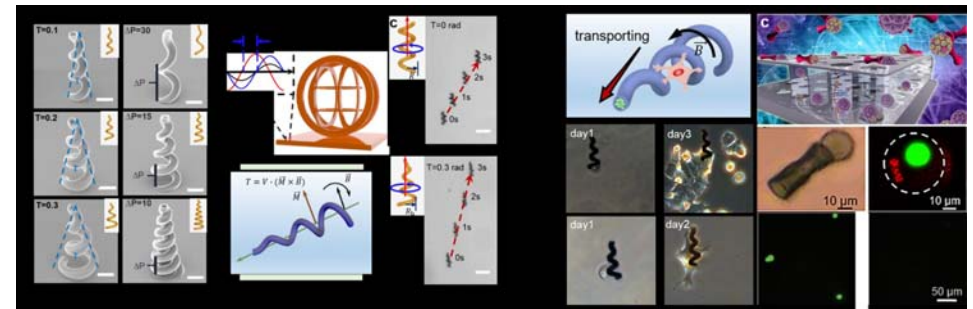 T=0.1
ΔP=30
ΔP
T=0.2
ΔP=15
ΔP
T=0.3
ΔP=10
ΔP
T = V · (M⃗ × B⃗)
M⃗
B⃗
C
T=0 rad
3s
2s
1s
0s
T=0.3 rad
3s
2s
1s
0s
transporting
B⃗
day1
day3
day1
day2
C
10 μm
10 μm
50 μm